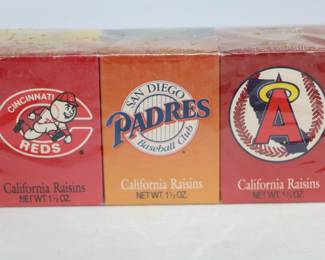 CINCINNATI
REDS
California Raisins
NET WT. 1½ OZ.
SAN DIEGO
PADRES
Baseball Club
California Raisins
NET WT. 1½ OZ.
A
California Raisins
NET WT. 1½ OZ.